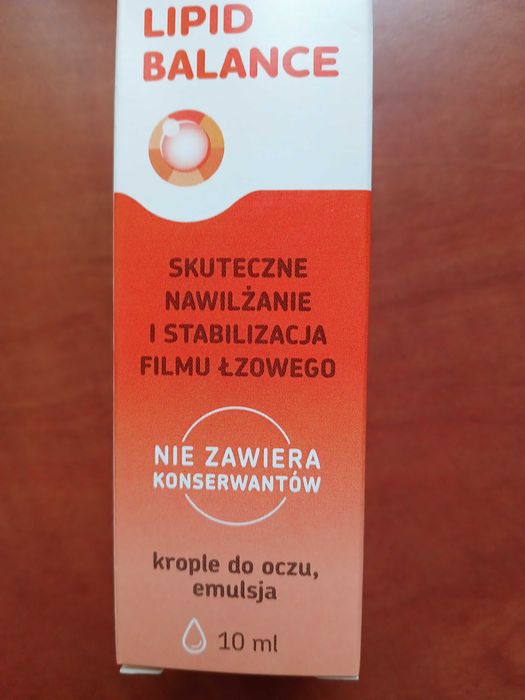 LIPID
BALANCE
SKUTECZNE
NAWILŻANIE
I STABILIZACJA
FILMU ŁZOWEGO
NIE ZAWIERA
KONSERWANTÓW
krople do oczu,
emulsja
10 ml